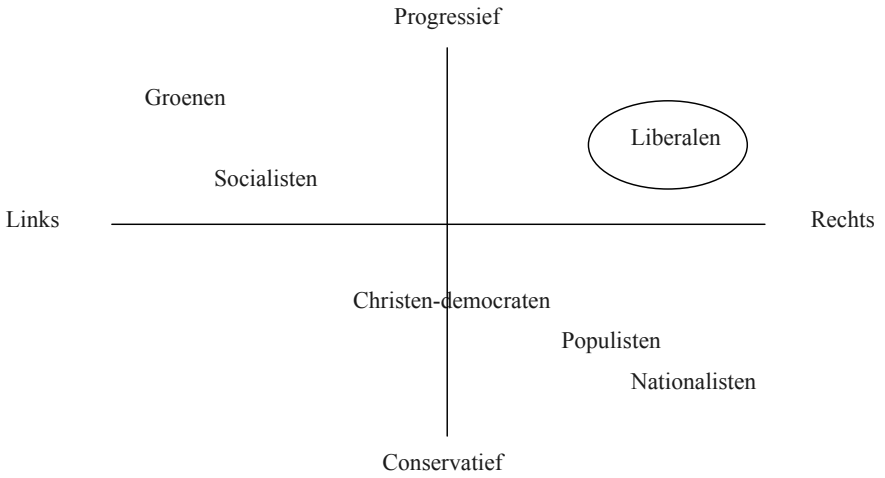 Progressief
Groenen
Liberalen
Socialisten
Links
Rechts
Christen-democraten
Populisten
Nationalisten
Conservatief